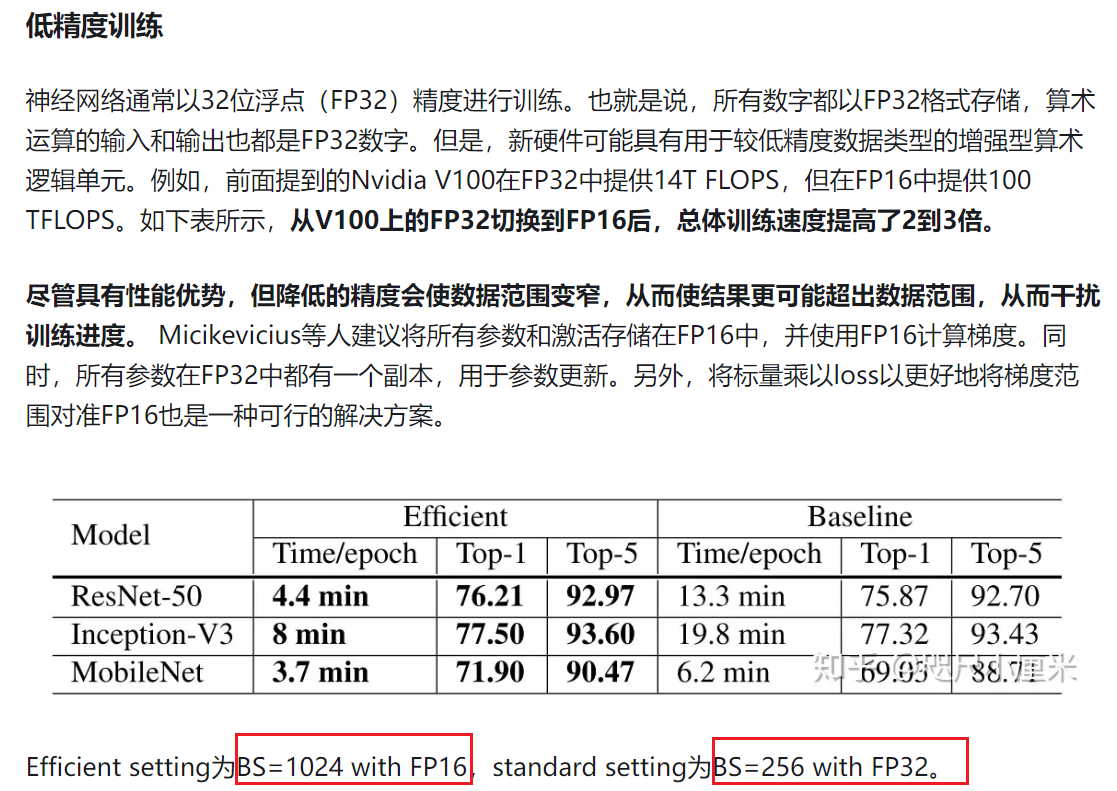 低精度训练
神经网络通常以32位浮点（FP32）精度进行训练。也就是说，所有数字都以FP32格式存储，算术
运算的输入和输出也都是FP32数字。但是，新硬件可能具有用于较低精度数据类型的增强型算术
逻辑单元。例如，前面提到的Nvidia V100在FP32中提供14T FLOPS，但在FP16中提供100
TFLOPS。如下表所示，从V100上的FP32切换到FP16后，总体训练速度提高了2到3倍。
尽管具有性能优势，但降低的精度会使数据范围变窄，从而使结果更可能超出数据范围，从而干扰
训练进度。 Micikevicius等人建议将所有参数和激活存储在FP16中，并使用FP16计算梯度。同
时，所有参数在FP32中都有一个副本，用于参数更新。另外，将标量乘以loss以更好地将梯度范
围对准FP16也是一种可行的解决方案。
Model Efficient Baseline
Time/epoch Top-1 Top-5 Time/epoch Top-1 Top-5
ResNet-50 4.4 min 76.21 92.97 13.3 min 75.87 92.70
Inception-V3 8 min 77.50 93.60 19.8 min 77.32 93.43
MobileNet 3.7 min 71.90 90.47 6.2 min 69.03 88.71
知乎 @咫尺小厘米
Efficient setting为BS=1024 with FP16，standard setting为BS=256 with FP32。